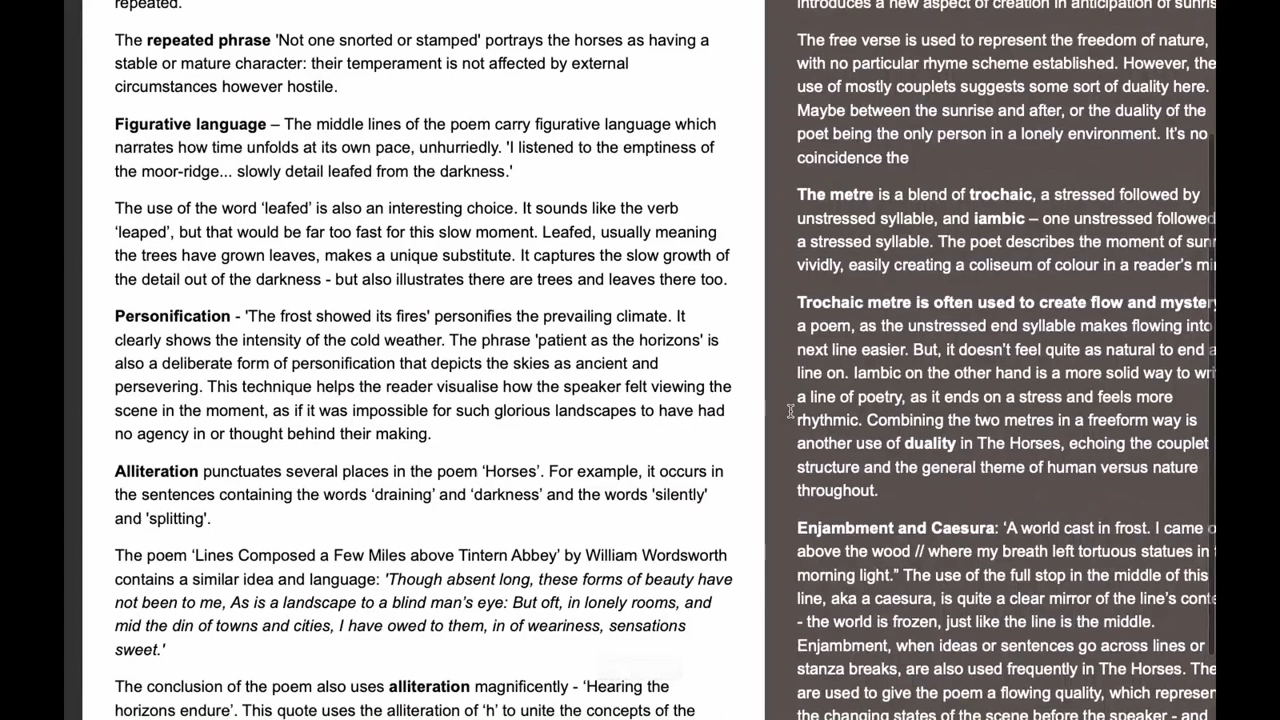 repeated.
The repeated phrase 'Not one snorted or stamped' portrays the horses as having a
stable or mature character: their temperament is not affected by external
circumstances however hostile.
Figurative language – The middle lines of the poem carry figurative language which
narrates how time unfolds at its own pace, unhurriedly. 'I listened to the emptiness of
the moor-ridge... slowly detail leafed from the darkness.'
The use of the word ‘leafed’ is also an interesting choice. It sounds like the verb
‘leaped’, but that would be far too fast for this slow moment. Leafed, usually meaning
the trees have grown leaves, makes a unique substitute. It captures the slow growth of
the detail out of the darkness - but also illustrates there are trees and leaves there too.
Personification - 'The frost showed its fires' personifies the prevailing climate. It
clearly shows the intensity of the cold weather. The phrase 'patient as the horizons' is
also a deliberate form of personification that depicts the skies as ancient and
persevering. This technique helps the reader visualise how the speaker felt viewing the
scene in the moment, as if it was impossible for such glorious landscapes to have had
no agency in or thought behind their making.
Alliteration punctuates several places in the poem ‘Horses’. For example, it occurs in
the sentences containing the words ‘draining’ and ‘darkness’ and the words 'silently'
and 'splitting'.
The poem ‘Lines Composed a Few Miles above Tintern Abbey’ by William Wordsworth
contains a similar idea and language: 'Though absent long, these forms of beauty have
not been to me, As is a landscape to a blind man’s eye: But oft, in lonely rooms, and
mid the din of towns and cities, I have owed to them, in of weariness, sensations
sweet.'
The conclusion of the poem also uses alliteration magnificently - ‘Hearing the
horizons endure’. This quote uses the alliteration of ‘h’ to unite the concepts of the
introduces a new aspect of creation in anticipation of sunris
The free verse is used to represent the freedom of nature,
with no particular rhyme scheme established. However, the
use of mostly couplets suggests some sort of duality here.
Maybe between the sunrise and after, or the duality of the
poet being the only person in a lonely environment. It’s no
coincidence the
The metre is a blend of trochaic, a stressed followed by
unstressed syllable, and iambic – one unstressed followed
a stressed syllable. The poet describes the moment of sun
vividly, easily creating a coliseum of colour in a reader’s mi
Trochaic metre is often used to create flow and mystery
a poem, as the unstressed end syllable makes flowing into
next line easier. But, it doesn’t feel quite as natural to end a
line on. Iambic on the other hand is a more solid way to wri
a line of poetry, as it ends on a stress and feels more
rhythmic. Combining the two metres in a freeform way is
another use of duality in The Horses, echoing the couplet
structure and the general theme of human versus nature
throughout.
Enjambment and Caesura: ‘A world cast in frost. I came o
above the wood // where my breath left tortuous statues in
morning light.” The use of the full stop in the middle of this
line, aka a caesura, is quite a clear mirror of the line’s conte
- the world is frozen, just like the line is the middle.
Enjambment, when ideas or sentences go across lines or
stanza breaks, are also used frequently in The Horses. The
are used to give the poem a flowing quality, which represen
the changing states of the scene before the speaker - and